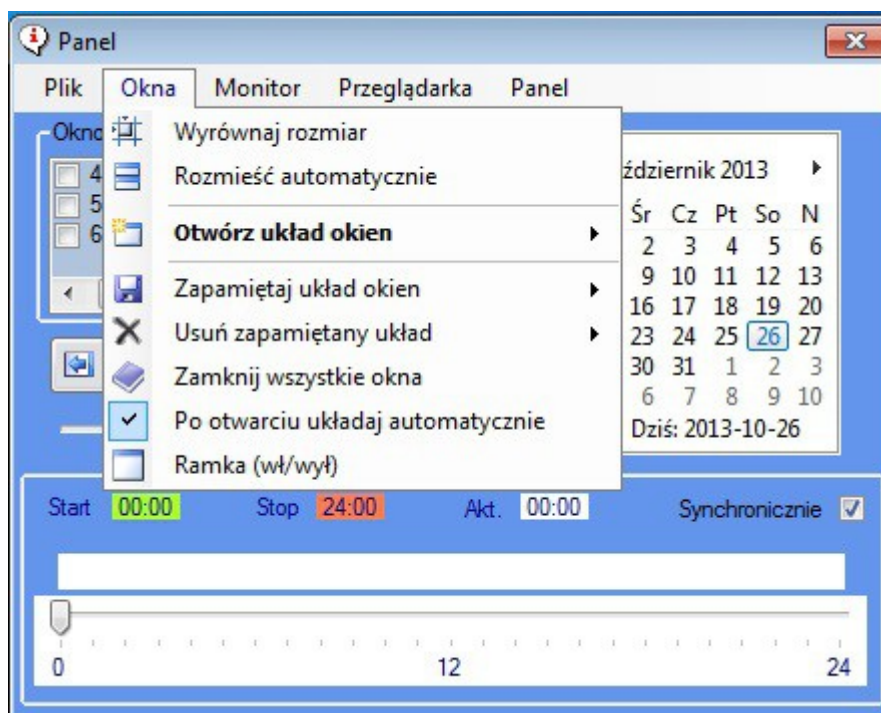 Panel
Plik Okna Monitor Przeglądarka Panel
Wyrównaj rozmiar
Rozmieść automatycznie
Otwórz układ okien
Zapamiętaj układ okien
Usuń zapamiętany układ
Zamknij wszystkie okna
Po otwarciu układaj automatycznie
Ramka (wł/wył)
Okno
4
5
6
ździernik 2013
Śr Cz Pt So N
2 3 4 5 6
9 10 11 12 13
16 17 18 19 20
23 24 25 26 27
30 31 1 2 3
6 7 8 9 10
Dziś: 2013-10-26
Start 00:00 Stop 24:00 Akt. 00:00 Synchronicznie
0 12 24